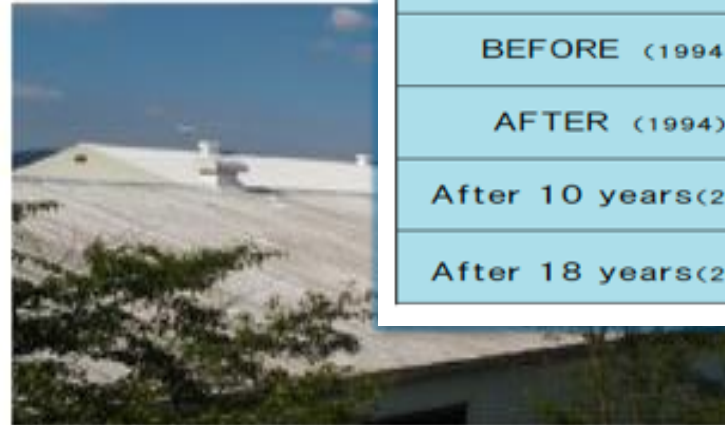 BEFORE (1994
AFTER (1994)
After 10 years(2
After 18 years(2